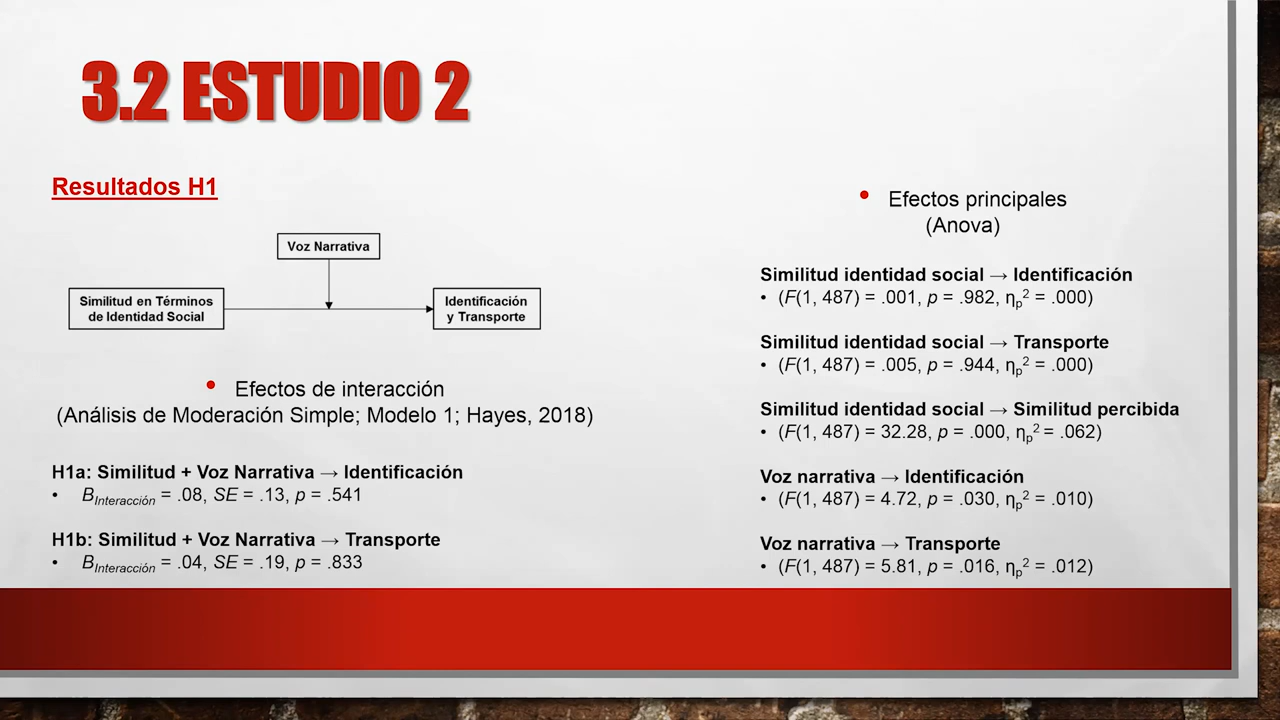 3.2 ESTUDIO 2
Resultados H1
Voz Narrativa
Similitud en Términos
de Identidad Social
Identificación
y Transporte
• Efectos de interacción
(Análisis de Moderación Simple; Modelo 1; Hayes, 2018)
H1a: Similitud + Voz Narrativa → Identificación
• B Interacción = .08, SE = .13, p = .541
H1b: Similitud + Voz Narrativa → Transporte
• B Interacción = .04, SE = .19, p = .833
• Efectos principales
(Anova)
Similitud identidad social → Identificación
• (F(1, 487) = .001, p = .982, ηp² = .000)
Similitud identidad social → Transporte
• (F(1, 487) = .005, p = .944, ηp² = .000)
Similitud identidad social → Similitud percibida
• (F(1, 487) = 32.28, p = .000, ηp² = .062)
Voz narrativa → Identificación
• (F(1, 487) = 4.72, p = .030, ηp² = .010)
Voz narrativa → Transporte
• (F(1, 487) = 5.81, p = .016, ηp² = .012)